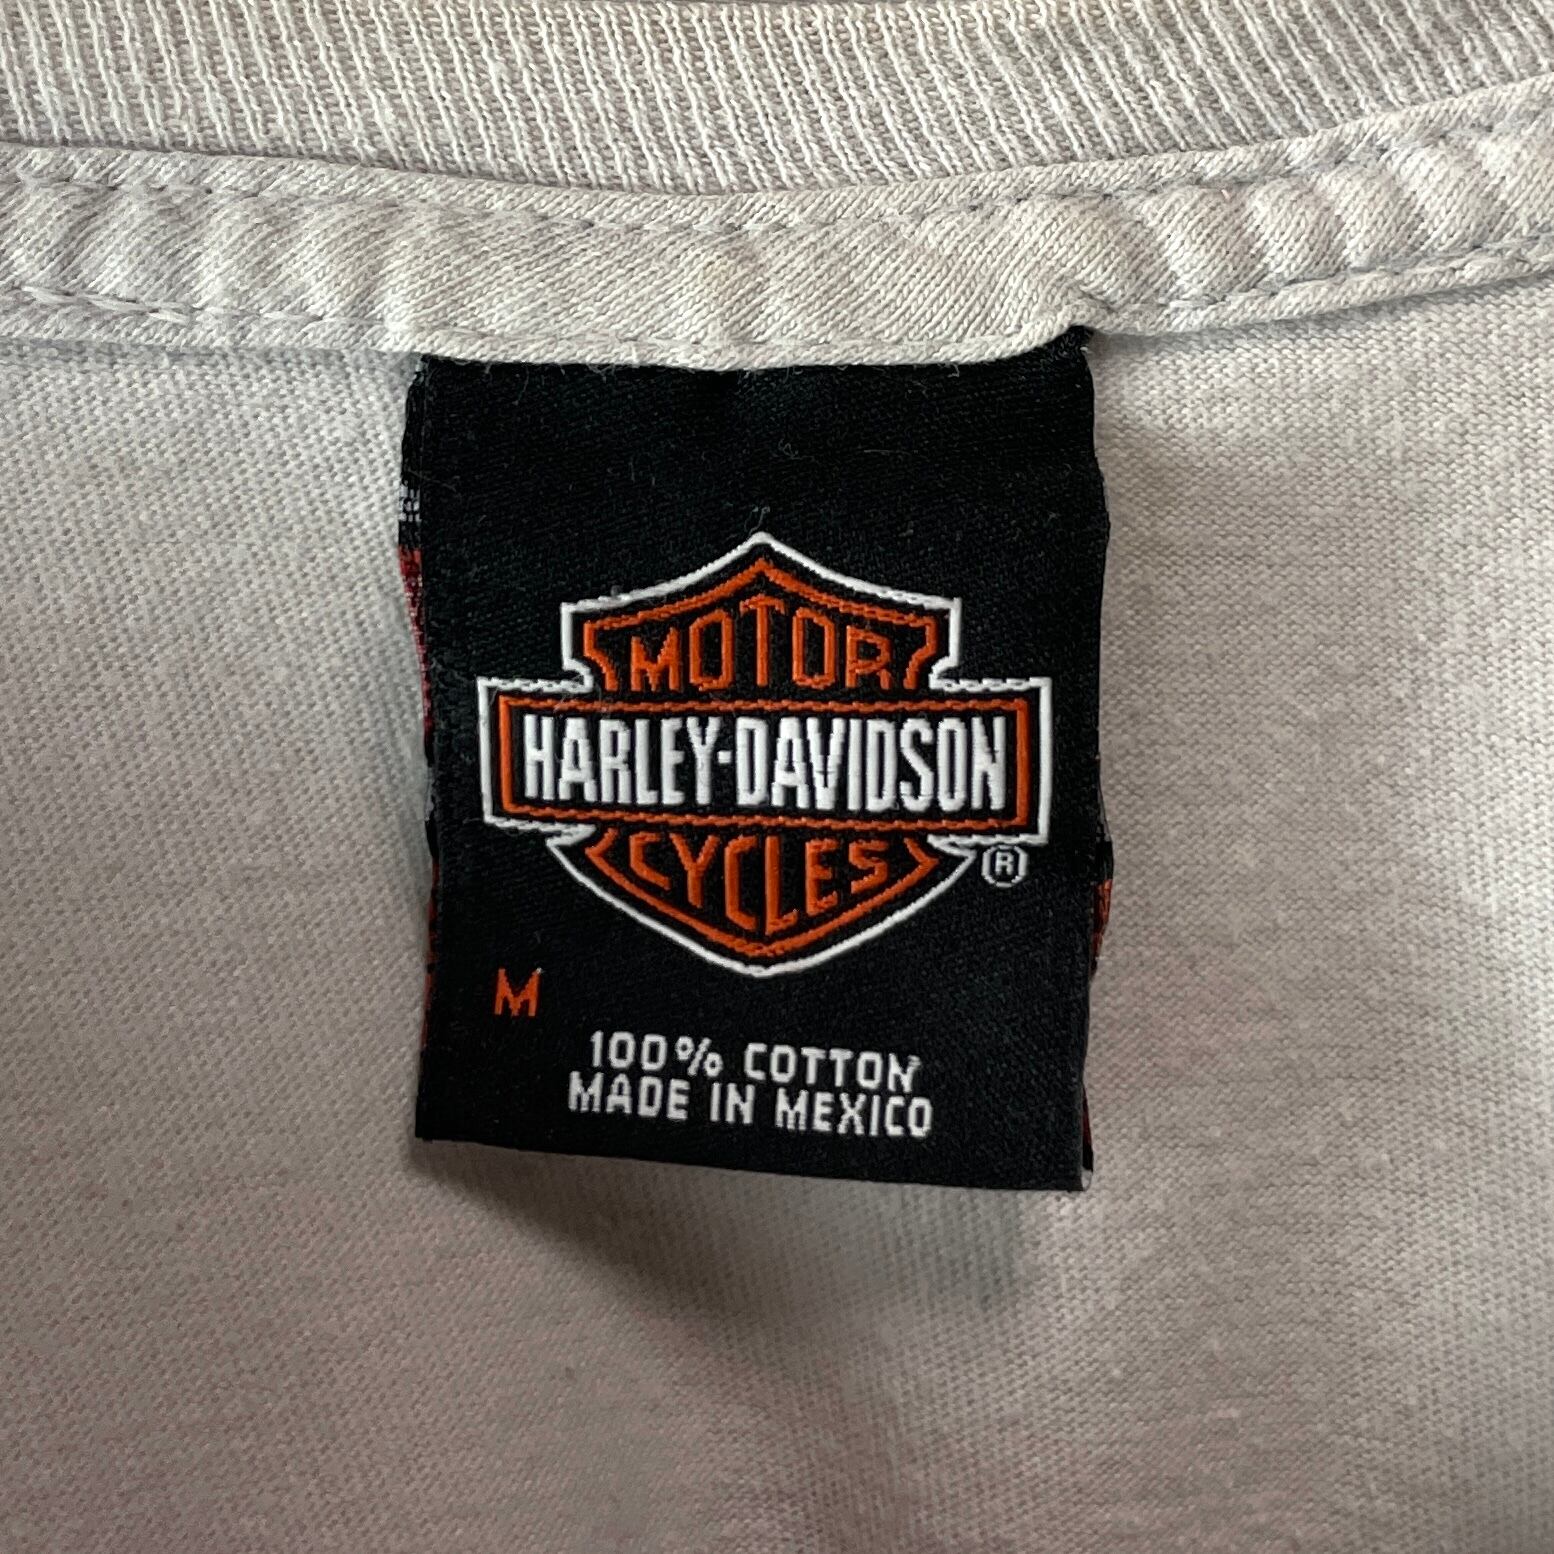 MOTOR
HARLEY-DAVIDSON
CYCLES
®
M
100% COTTON
MADE IN MEXICO